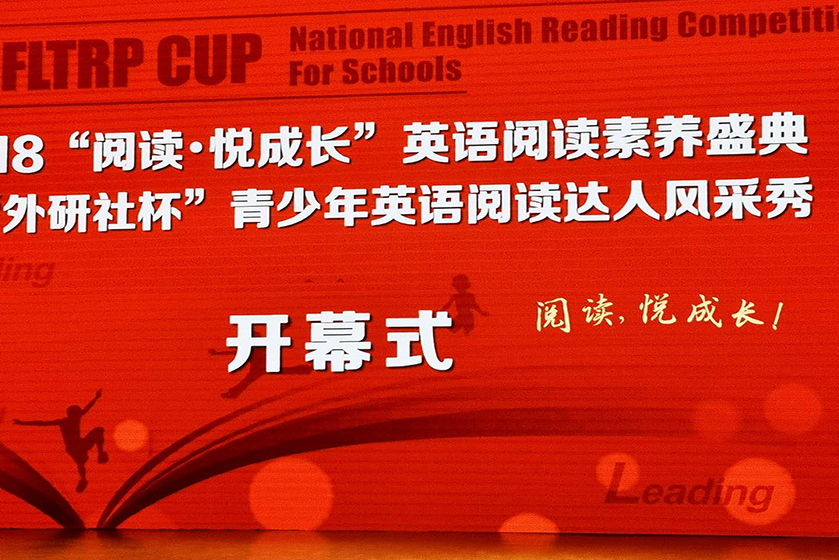 FLTRP CUP
National English Reading Competiti
For Schools
18 “阅读·悦成长” 英语阅读素养盛典
“外研社杯” 青少年英语阅读达人风采秀
ding
开幕式
阅读,悦成长!
Leading